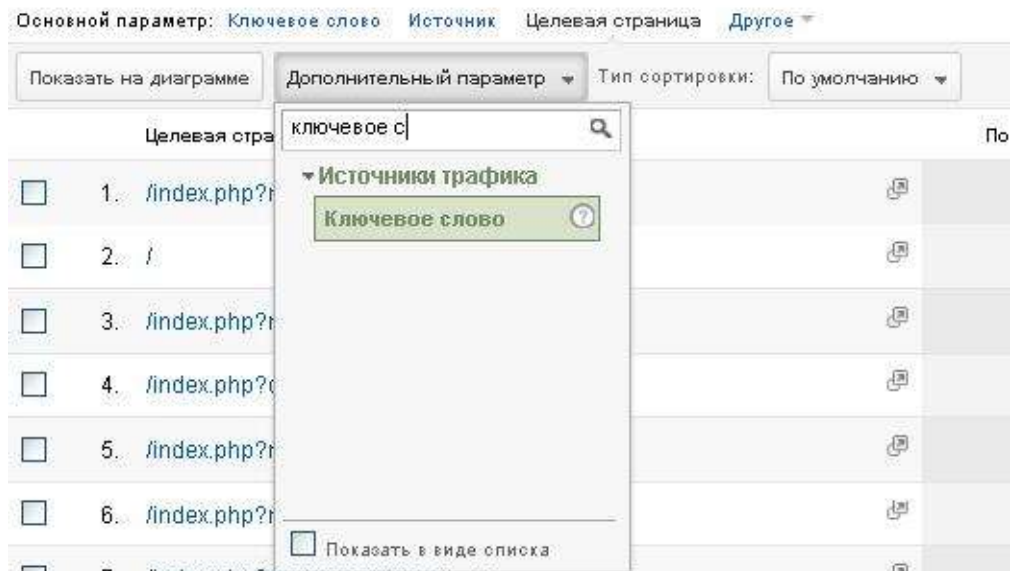 Основной параметр: Ключевое слово Источник Целевая страница Другое
Показать на диаграмме Дополнительный параметр Тип сортировки: По умолчанию
Целевая стра ключевое с По
Источники трафика
1. /index.php?r
Ключевое слово
2. /
3. /index.php?r
4. /index.php?c
5. /index.php?r
6. /index.php?r
Показать в виде списка